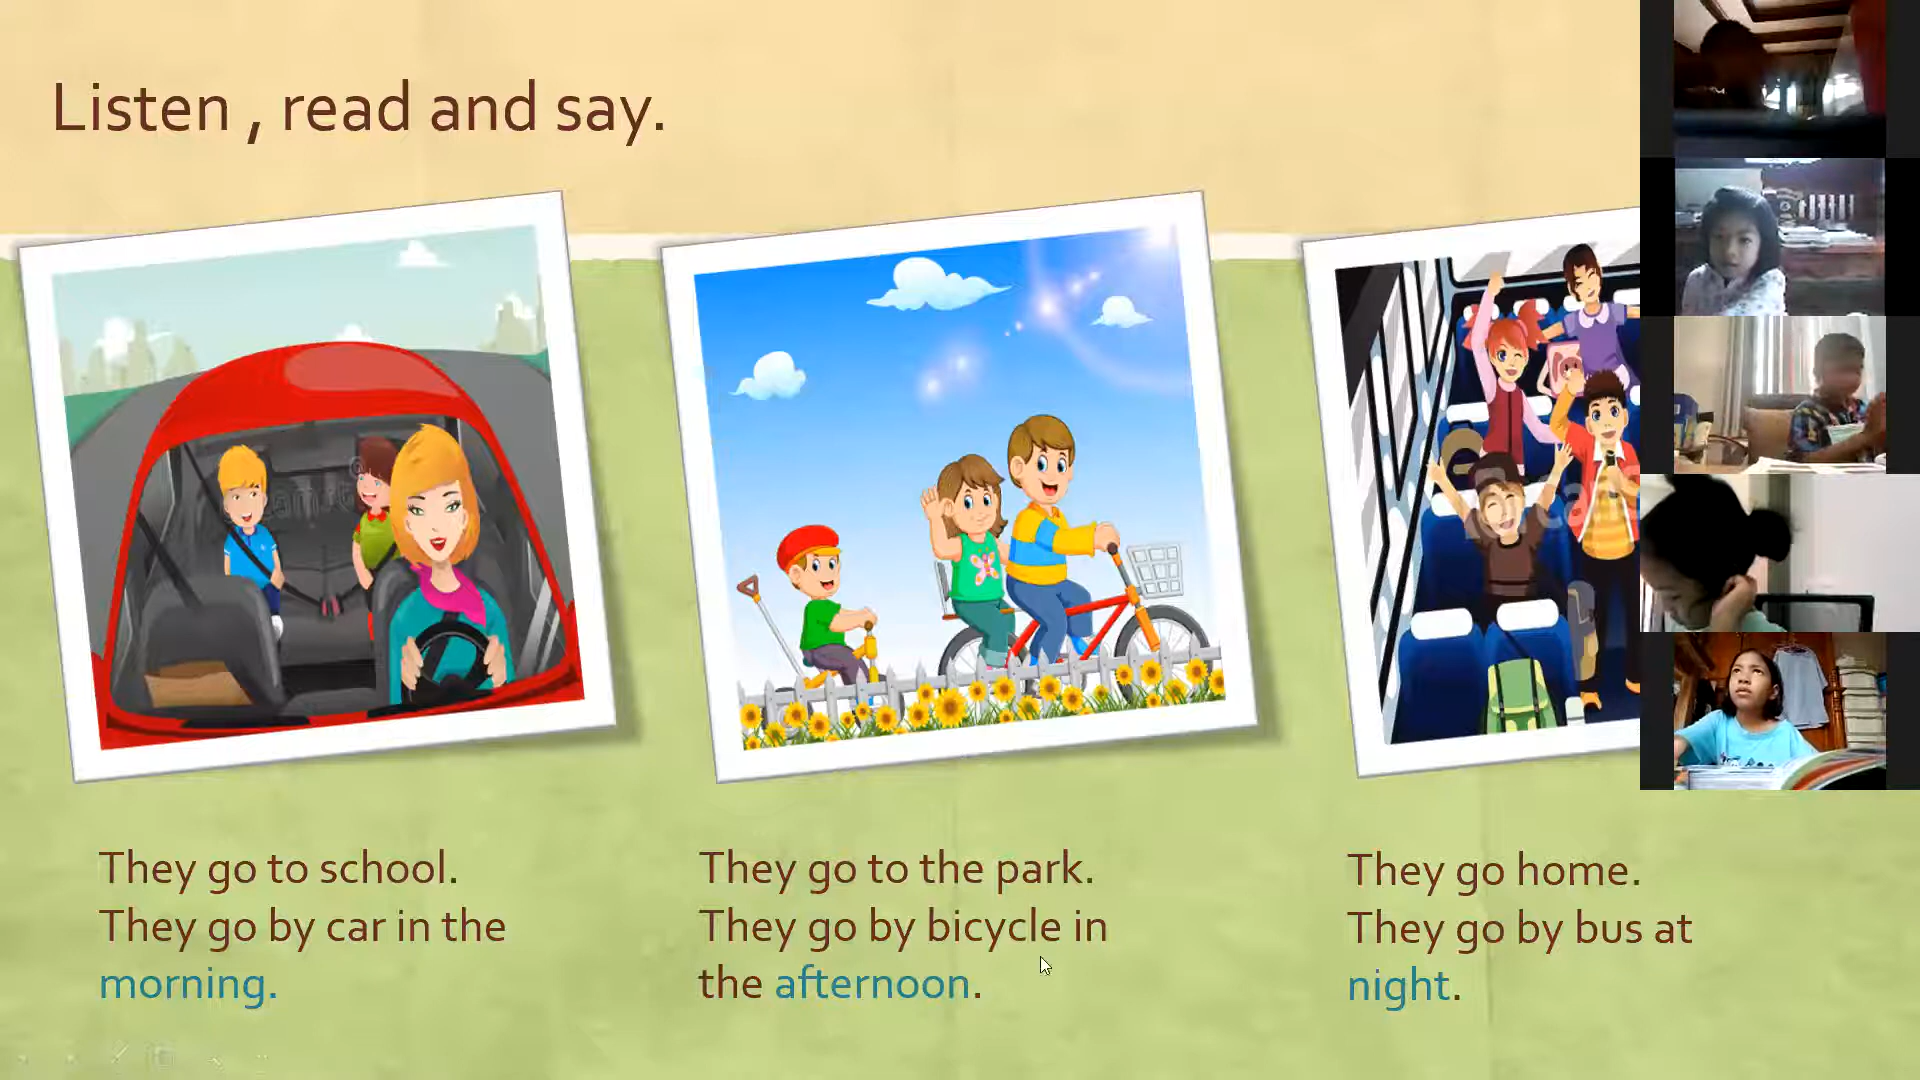 Listen , read and say.
They go to school.
They go by car in the
morning.
They go to the park.
They go by bicycle in
the afternoon.
They go home.
They go by bus at
night.